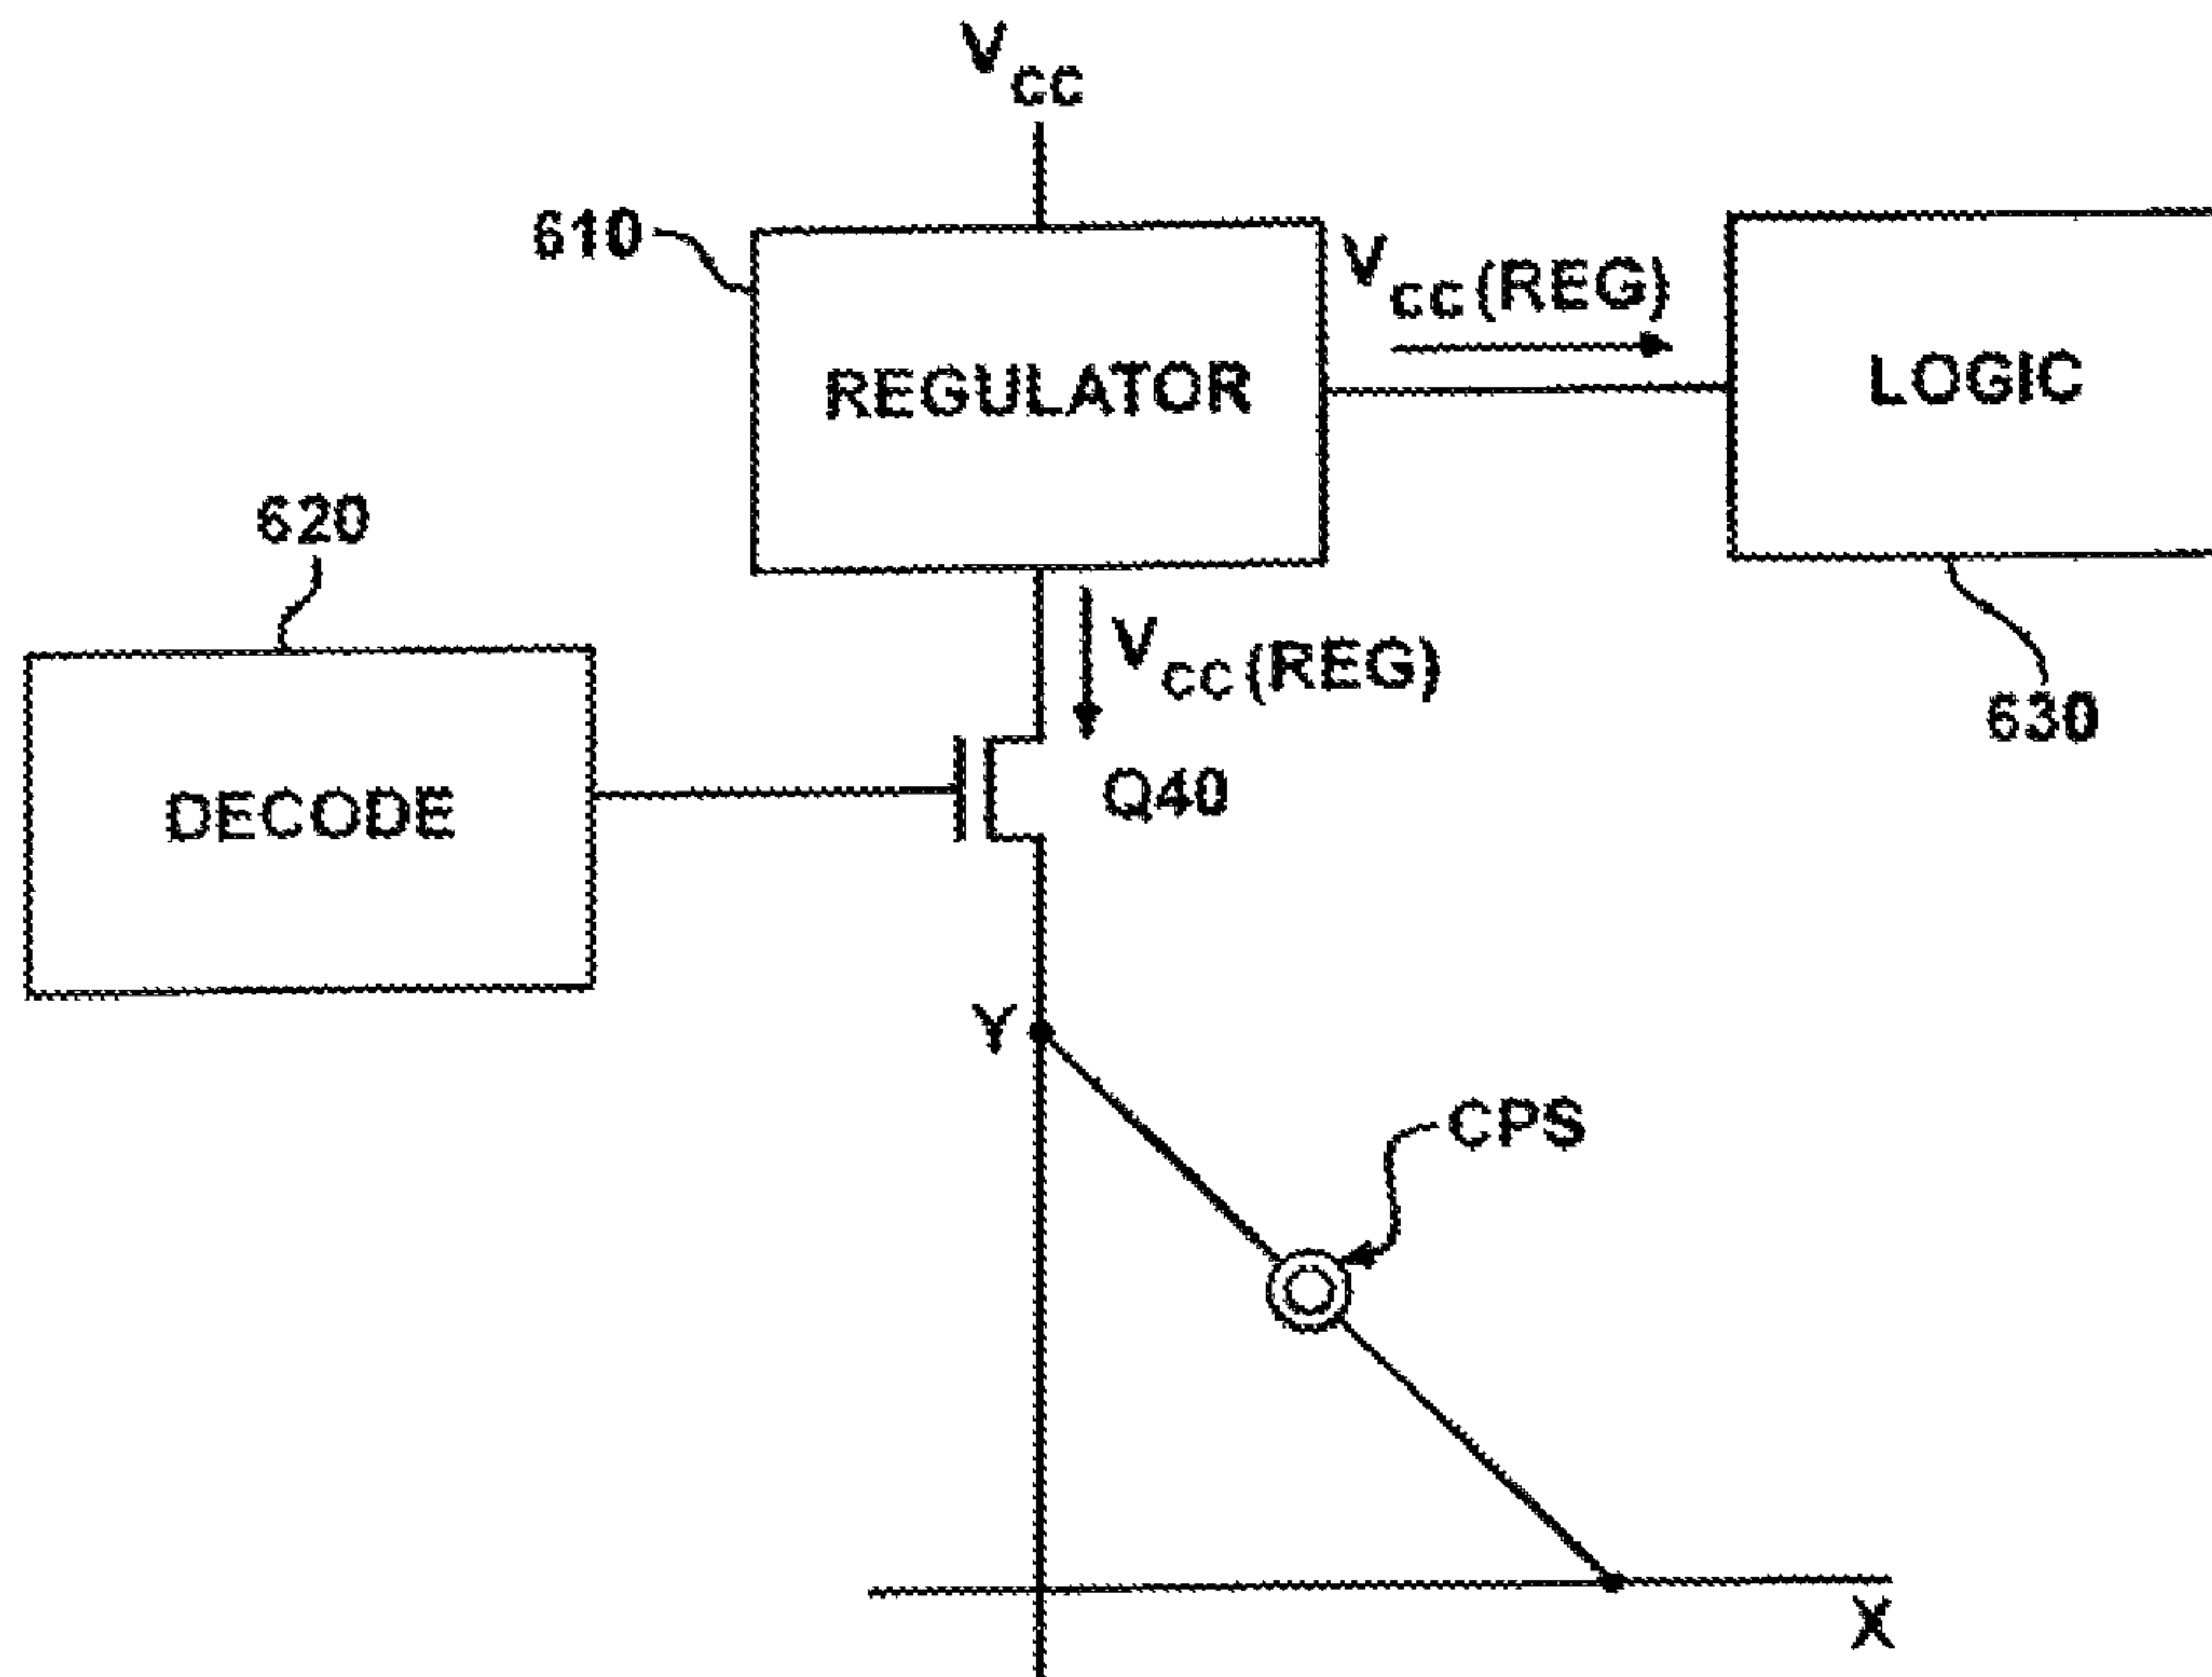 VCC
610
REGULATOR
VCC(REG)
LOGIC
620
VCC(REG)
630
DECODE
Q40
Y
CPS
X